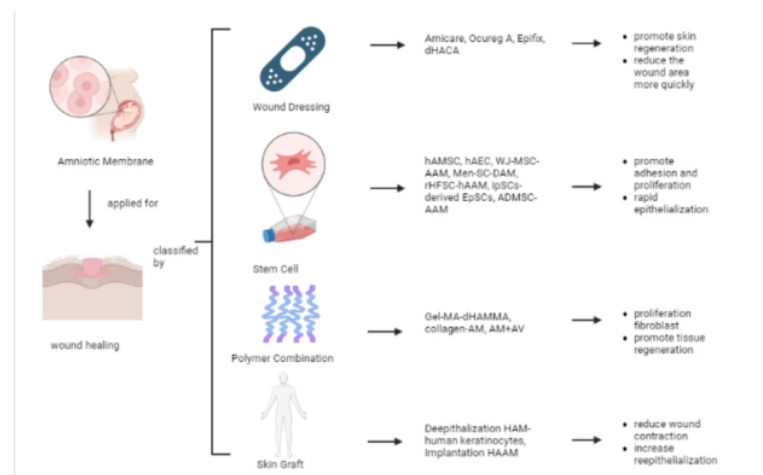 Amniotic Membrane
applied for
wound healing
classified
by
Wound Dressing
Amicare, Ocureg A, Epifix,
dHACA
promote skin
regeneration
reduce the
wound area
more quickly
Stem Cell
hAMSC, hAEC, WJ-MSC-
AAM, Men-SC-DAM,
rHFSC-hAAM, ipSCs-
derived EpSCs, ADMSC-
AAM
promote
adhesion and
proliferation
rapid
epithelialization
Polymer Combination
Gel-MA-dHAMMA,
collagen-AM, AM+AV
proliferation
fibroblast
promote tissue
regeneration
Skin Graft
Deepithalization HAM-
human keratinocytes,
Implantation HAAM
reduce wound
contraction
increase
reepithelialization